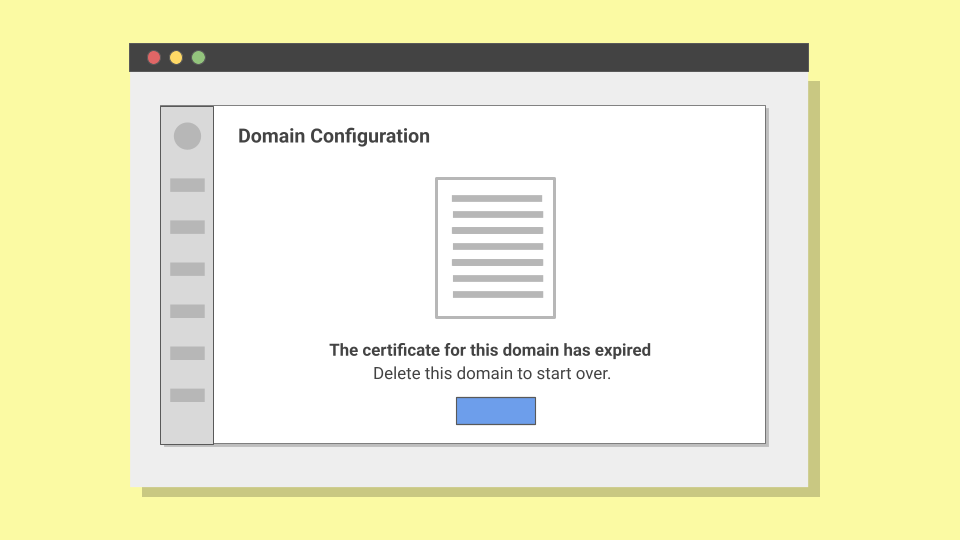 Domain Configuration
The certificate for this domain has expired
Delete this domain to start over.